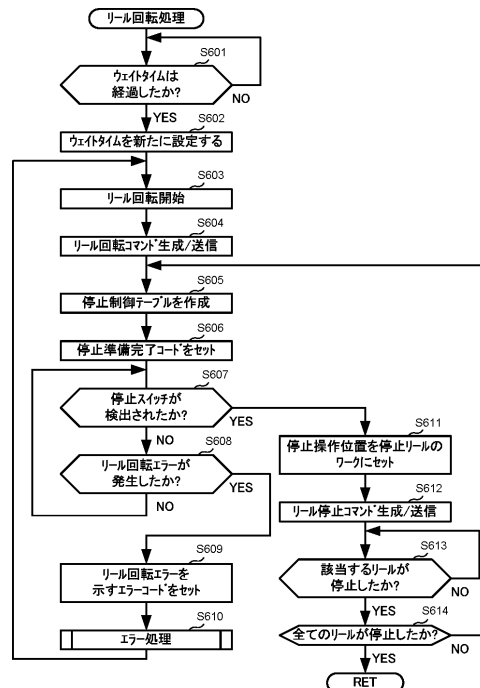 リール回転処理
S601
ウェイトタイムは
経過したか?
NO
YES
S602
ウェイトタイムを新たに設定する
S603
リール回転開始
S604
リール回転コマンド生成/送信
S605
停止制御テーブルを作成
S606
停止準備完了コードをセット
S607
停止スイッチが
検出されたか?
YES
NO
S608
リール回転エラーが
発生したか?
YES
NO
S609
リール回転エラーを
示すエラーコードをセット
S610
エラー処理
S611
停止操作位置を停止リールの
ワークにセット
S612
リール停止コマンド生成/送信
S613
該当するリールが
停止したか?
NO
YES
S614
全てのリールが停止したか?
NO
YES
RET